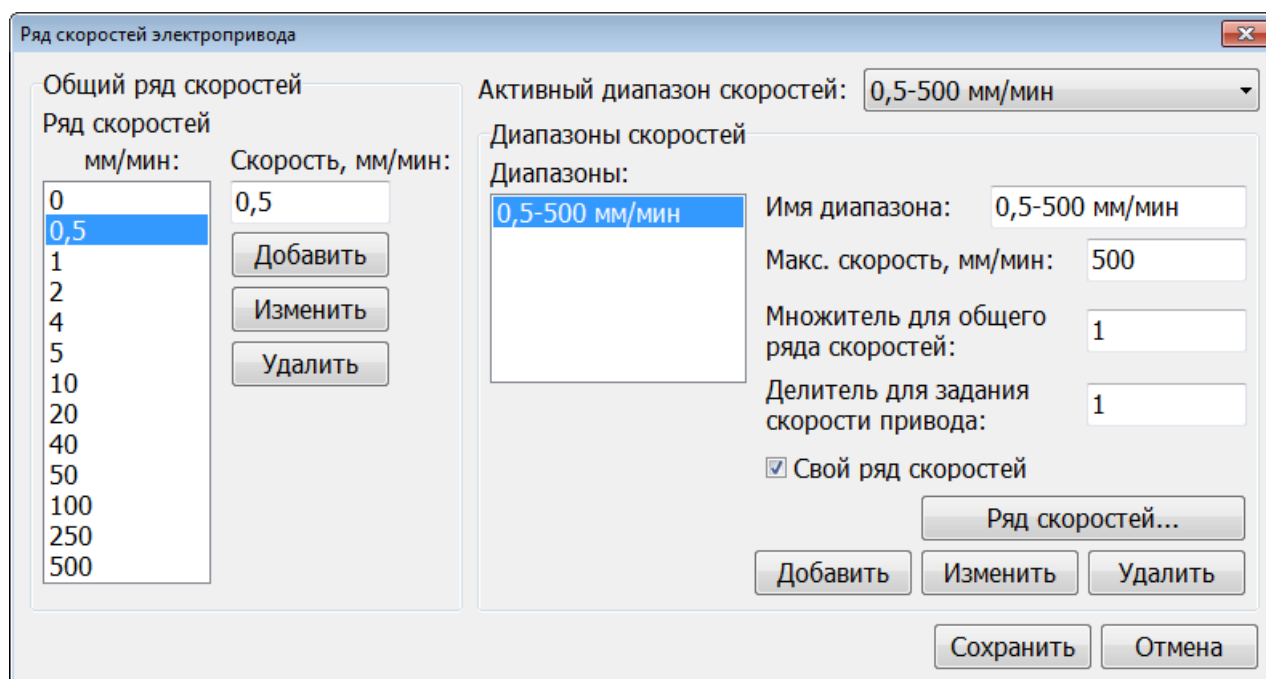 Ряд скоростей электропривода
Общий ряд скоростей
Ряд скоростей
мм/мин:
0
0,5
1
2
4
5
10
20
40
50
100
250
500
Скорость, мм/мин:
0,5
Добавить
Изменить
Удалить
Активный диапазон скоростей: 0,5-500 мм/мин
Диапазоны скоростей
Диапазоны:
0,5-500 мм/мин
Имя диапазона: 0,5-500 мм/мин
Макс. скорость, мм/мин: 500
Множитель для общего
ряда скоростей: 1
Делитель для задания
скорости привода: 1
Свой ряд скоростей
Ряд скоростей...
Добавить Изменить Удалить
Сохранить Отмена